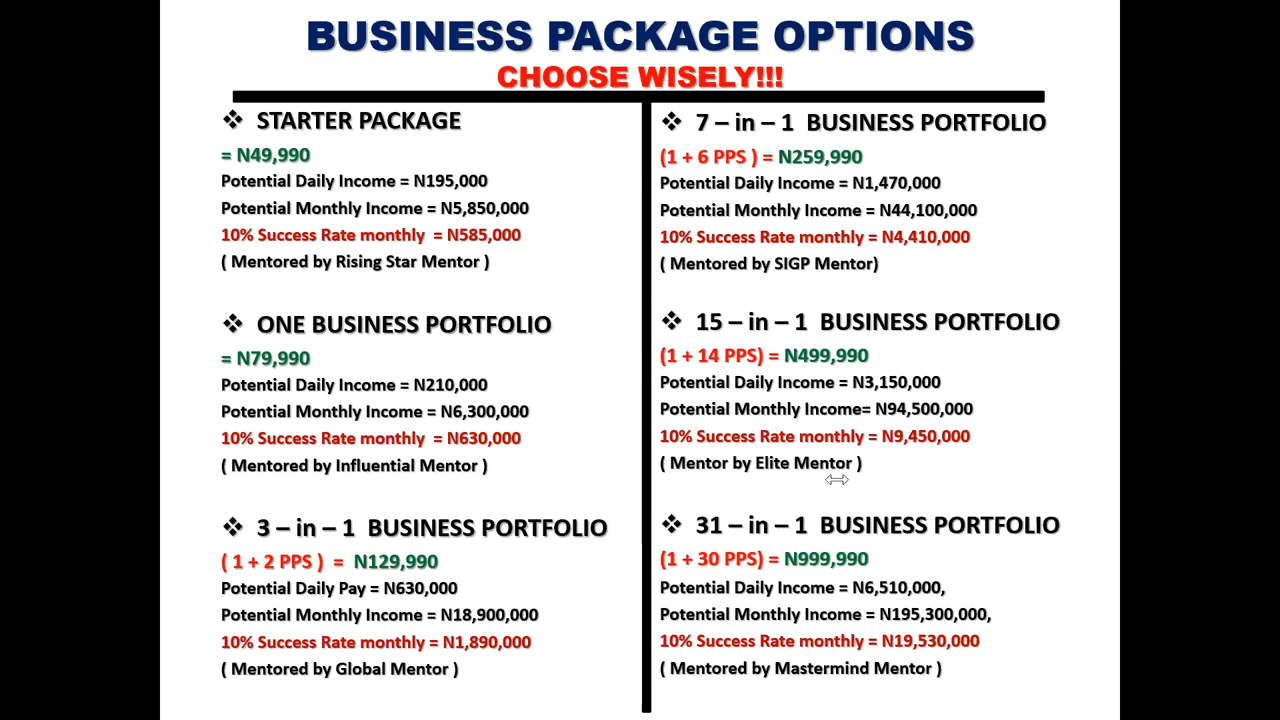 BUSINESS PACKAGE OPTIONS
CHOOSE WISELY!!!
❖ STARTER PACKAGE
= N49,990
Potential Daily Income = N195,000
Potential Monthly Income = N5,850,000
10% Success Rate monthly = N585,000
( Mentored by Rising Star Mentor )
❖ ONE BUSINESS PORTFOLIO
= N79,990
Potential Daily Income = N210,000
Potential Monthly Income = N6,300,000
10% Success Rate monthly = N630,000
( Mentored by Influential Mentor )
❖ 3 – in – 1 BUSINESS PORTFOLIO
( 1 + 2 PPS ) = N129,990
Potential Daily Pay = N630,000
Potential Monthly Income = N18,900,000
10% Success Rate monthly = N1,890,000
( Mentored by Global Mentor )
❖ 7 – in – 1 BUSINESS PORTFOLIO
(1 + 6 PPS ) = N259,990
Potential Daily Income = N1,470,000
Potential Monthly Income = N44,100,000
10% Success Rate monthly = N4,410,000
( Mentored by SIGP Mentor)
❖ 15 – in – 1 BUSINESS PORTFOLIO
(1 + 14 PPS) = N499,990
Potential Daily Income = N3,150,000
Potential Monthly Income= N94,500,000
10% Success Rate monthly = N9,450,000
( Mentor by Elite Mentor )
❖ 31 – in – 1 BUSINESS PORTFOLIO
(1 + 30 PPS) = N999,990
Potential Daily Income = N6,510,000,
Potential Monthly Income = N195,300,000,
10% Success Rate monthly = N19,530,000
( Mentored by Mastermind Mentor )